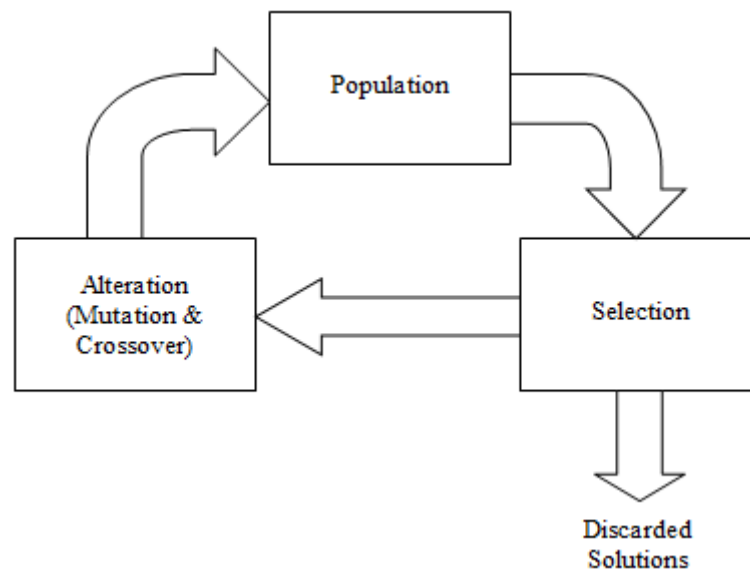 Population
Alteration
(Mutation &
Crossover)
Selection
Discarded
Solutions